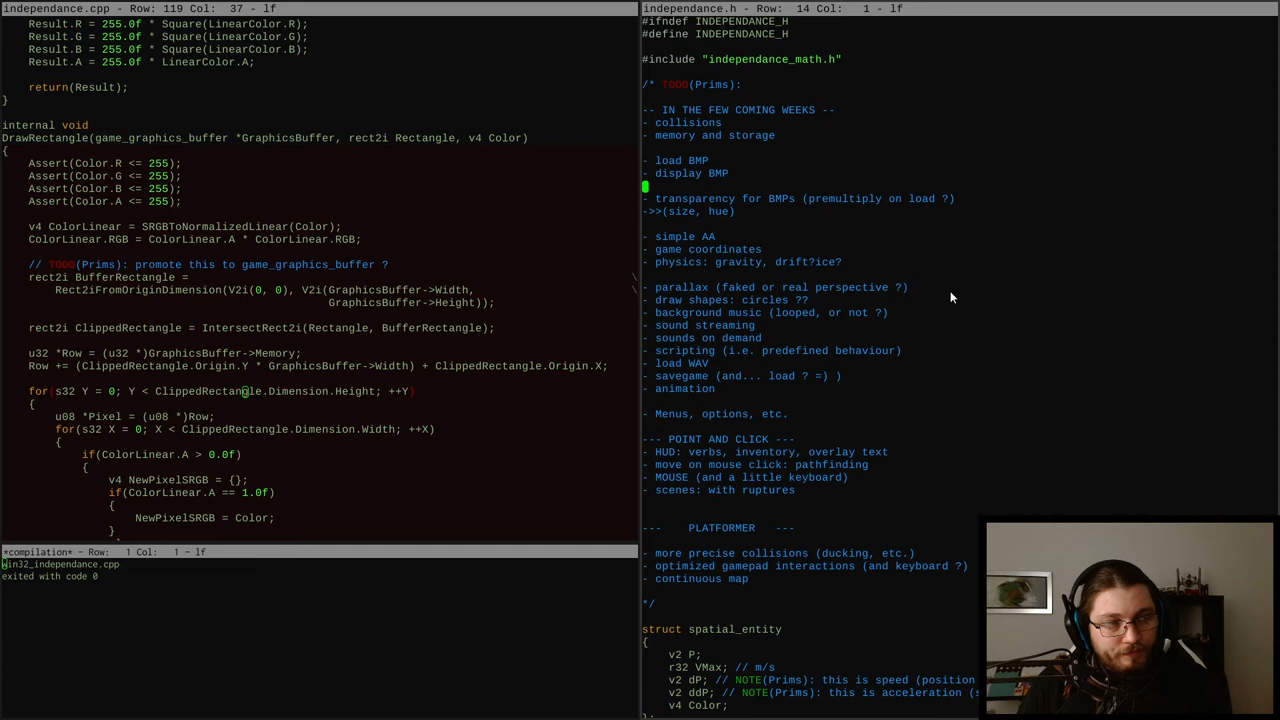 independance.cpp - Row: 119 Col:  37 - lf
    Result.R = 255.0f * Square(LinearColor.R);
    Result.G = 255.0f * Square(LinearColor.G);
    Result.B = 255.0f * Square(LinearColor.B);
    Result.A = 255.0f * LinearColor.A;
    return(Result);
}
internal void
DrawRectangle(game_graphics_buffer *GraphicsBuffer, rect2i Rectangle, v4 Color)
{
    Assert(Color.R <= 255);
    Assert(Color.G <= 255);
    Assert(Color.B <= 255);
    Assert(Color.A <= 255);
    v4 ColorLinear = SRGBToNormalizedLinear(Color);
    ColorLinear.RGB = ColorLinear.A * ColorLinear.RGB;
    // TODO(Prims): promote this to game_graphics_buffer ?
    rect2i BufferRectangle =                                                               \
        Rect2iFromOriginDimension(V2i(0, 0), V2i(GraphicsBuffer->Width,                    \
                                                 GraphicsBuffer->Height));
    rect2i ClippedRectangle = IntersectRect2i(Rectangle, BufferRectangle);
    u32 *Row = (u32 *)GraphicsBuffer->Memory;
    Row += (ClippedRectangle.Origin.Y * GraphicsBuffer->Width) + ClippedRectangle.Origin.X;
    for(s32 Y = 0; Y < ClippedRectangle.Dimension.Height; ++Y)
    {
        u08 *Pixel = (u08 *)Row;
        for(s32 X = 0; X < ClippedRectangle.Dimension.Width; ++X)
        {
            if(ColorLinear.A > 0.0f)
            {
                v4 NewPixelSRGB = {};
                if(ColorLinear.A == 1.0f)
                {
                    NewPixelSRGB = Color;
                }
*compilation* - Row:   1 Col:   1 - lf
win32_independance.cpp
exited with code 0
independance.h - Row:  14 Col:   1 - lf
#ifndef INDEPENDANCE_H
#define INDEPENDANCE_H
#include "independance_math.h"
/* TODO(Prims):
-- IN THE FEW COMING WEEKS --
- collisions
- memory and storage
- load BMP
- display BMP
- transparency for BMPs (premultiply on load ?)
->>(size, hue)
- simple AA
- game coordinates
- physics: gravity, drift?ice?
- parallax (faked or real perspective ?)
- draw shapes: circles ??
- background music (looped, or not ?)
- sound streaming
- sounds on demand
- scripting (i.e. predefined behaviour)
- load WAV
- savegame (and... load ? =) )
- animation
- Menus, options, etc.
--- POINT AND CLICK ---
- HUD: verbs, inventory, overlay text
- move on mouse click: pathfinding
- MOUSE (and a little keyboard)
- scenes: with ruptures
---    PLATFORMER   ---
- more precise collisions (ducking, etc.)
- optimized gamepad interactions (and keyboard ?)
- continuous map
*/
struct spatial_entity
{
    v2 P;
    r32 VMax; // m/s
    v2 dP; // NOTE(Prims): this is speed (position
    v2 ddP; // NOTE(Prims): this is acceleration (s
    v4 Color;